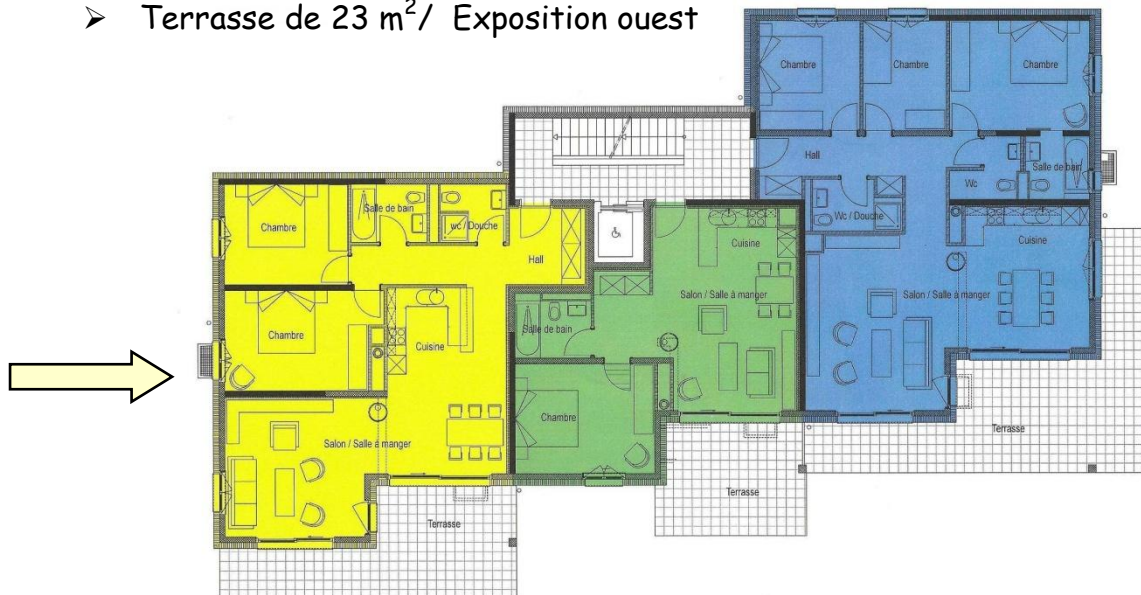 ➢ Terrasse de 23 m²/ Exposition ouest
Chambre
Chambre
Chambre
Hall
Salle de bain
Wc
Wc / Douche
Cuisine
Salon / Salle à manger
Terrasse
Cuisine
Salon / Salle à manger
Salle de bain
Chambre
Terrasse
Salle de bain
wc / Douche
Chambre
Hall
Chambre
Cuisine
Salon / Salle à manger
Terrasse